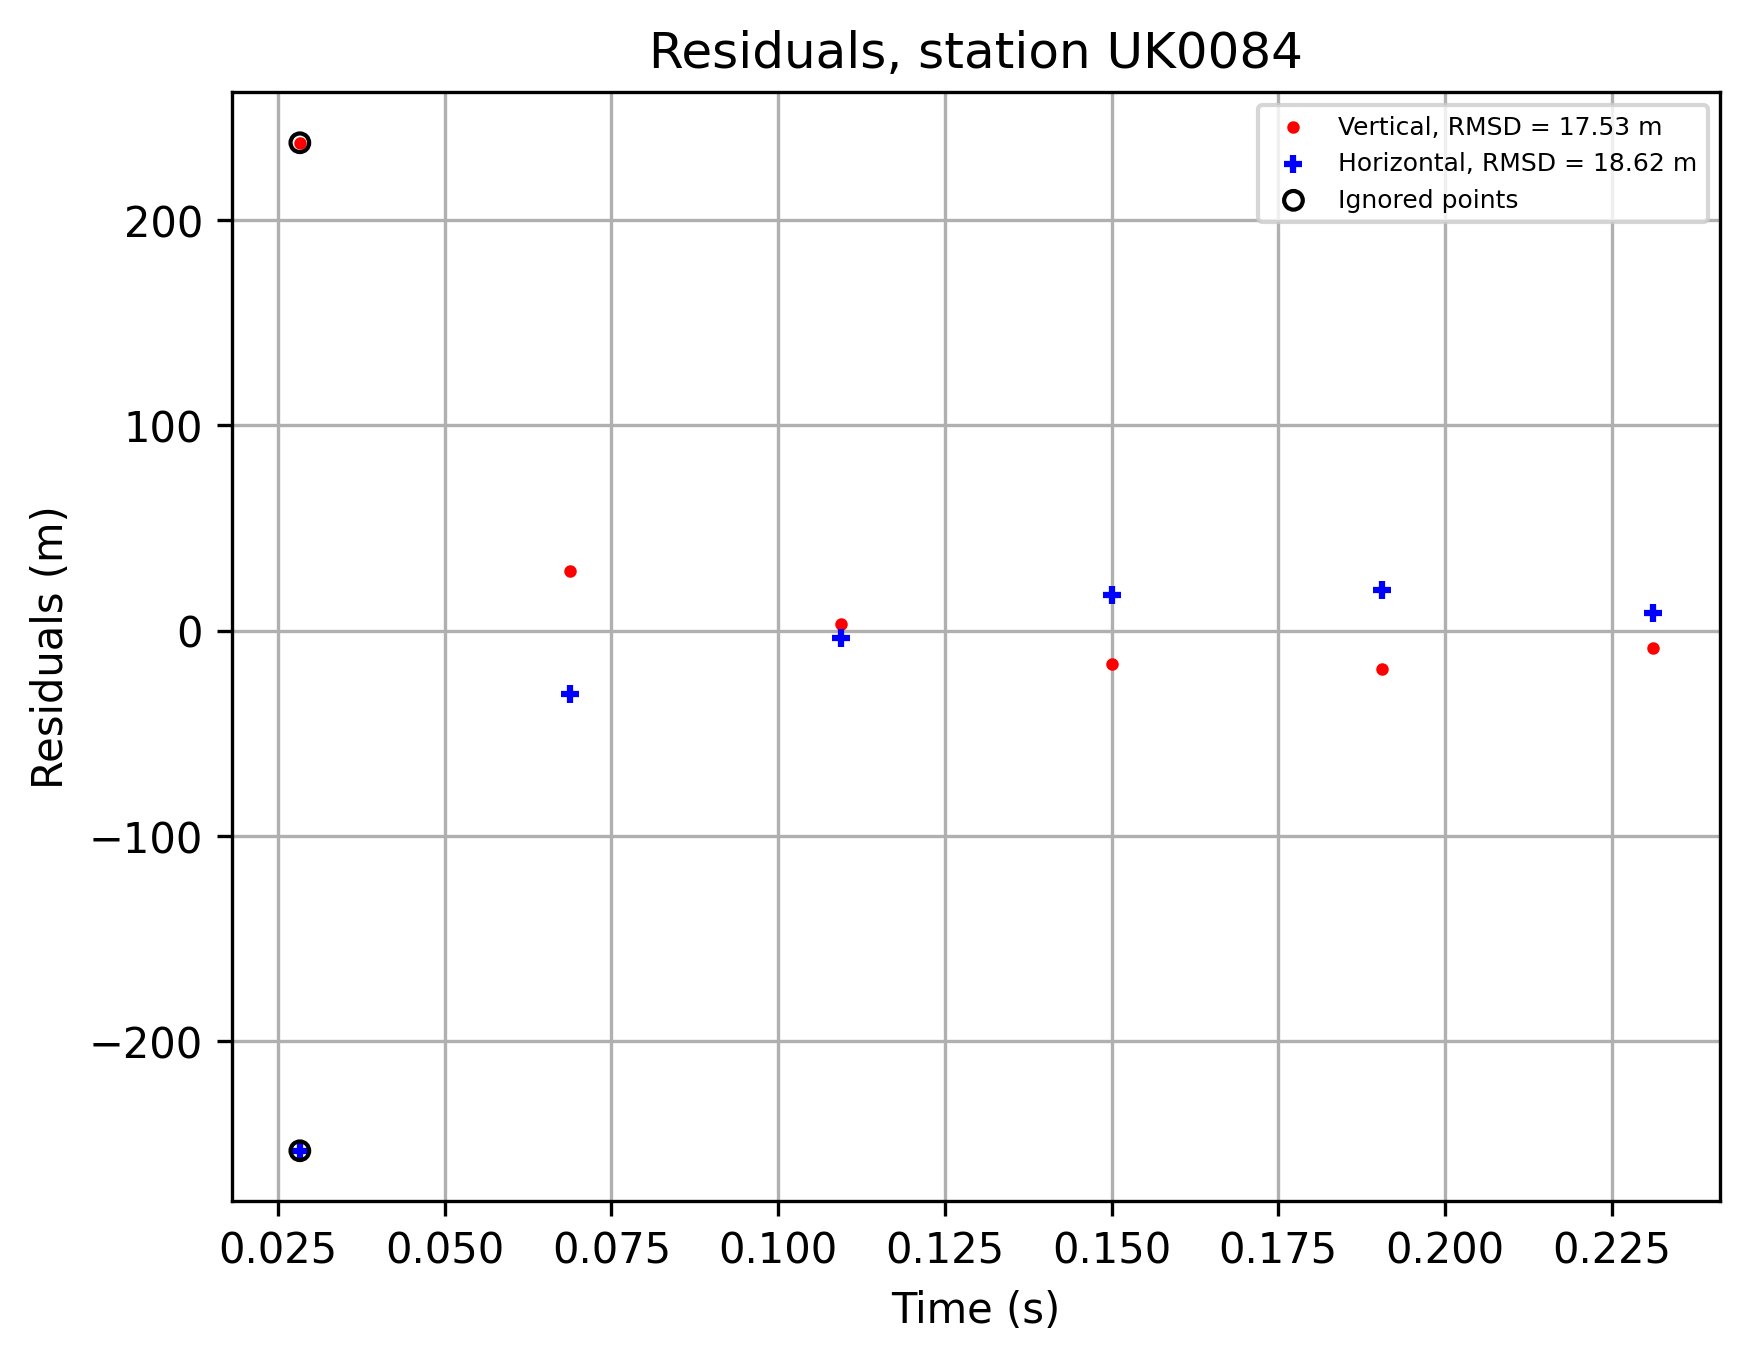 Residuals, station UK0084
Vertical, RMSD = 17.53 m
Horizontal, RMSD = 18.62 m
Ignored points
200
100
0
−100
−200
Residuals (m)
0.025 0.050 0.075 0.100 0.125 0.150 0.175 0.200 0.225
Time (s)